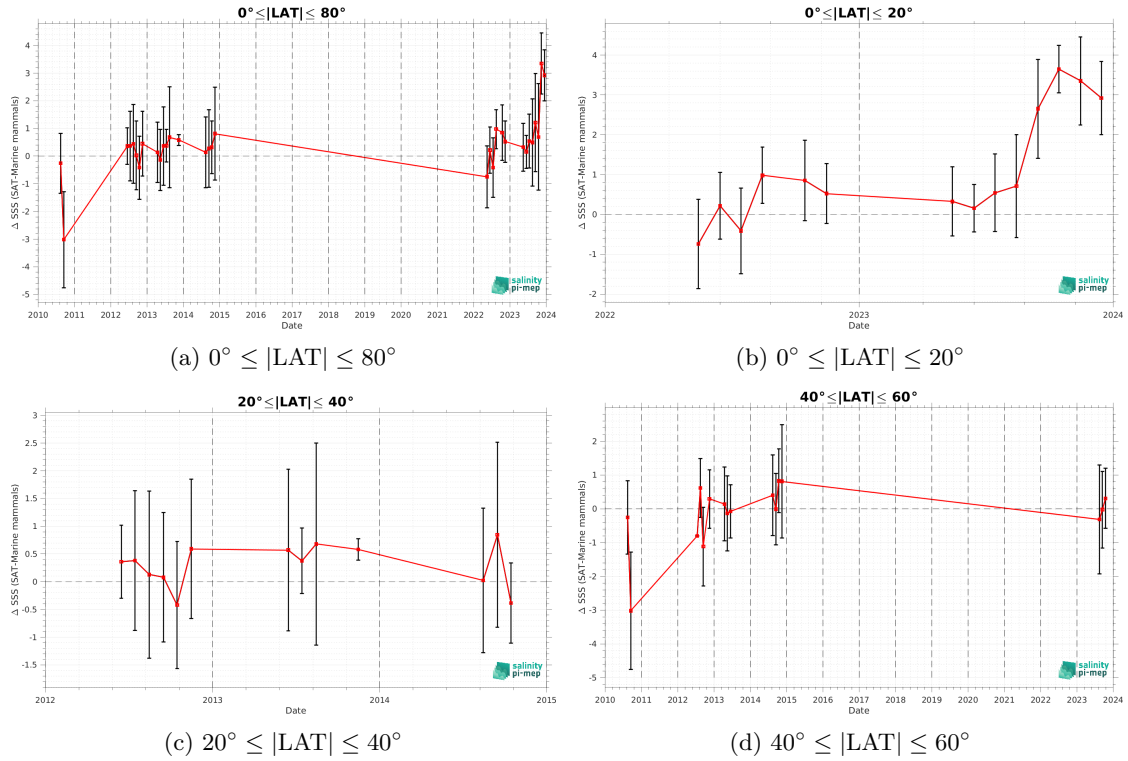 0°≤|LAT|≤ 80°
Δ SSS (SAT-Marine mammals)
4
3
2
1
0
-1
-2
-3
-4
-5
2010 2011 2012 2013 2014 2015 2016 2017 2018 2019 2020 2021 2022 2023 2024
Date
salinity
pi-mep
(a) 0° ≤ |LAT| ≤ 80°
0°≤|LAT|≤ 20°
Δ SSS (SAT-Marine mammals)
4
3
2
1
0
-1
-2
2022 2023 2024
Date
salinity
pi-mep
(b) 0° ≤ |LAT| ≤ 20°
20°≤|LAT|≤ 40°
Δ SSS (SAT-Marine mammals)
3
2.5
2
1.5
1
0.5
0
-0.5
-1
-1.5
2012 2013 2014 2015
Date
salinity
pi-mep
(c) 20° ≤ |LAT| ≤ 40°
40°≤|LAT|≤ 60°
Δ SSS (SAT-Marine mammals)
2
1
0
-1
-2
-3
-4
-5
2010 2011 2012 2013 2014 2015 2016 2017 2018 2019 2020 2021 2022 2023 2024
Date
salinity
pi-mep
(d) 40° ≤ |LAT| ≤ 60°